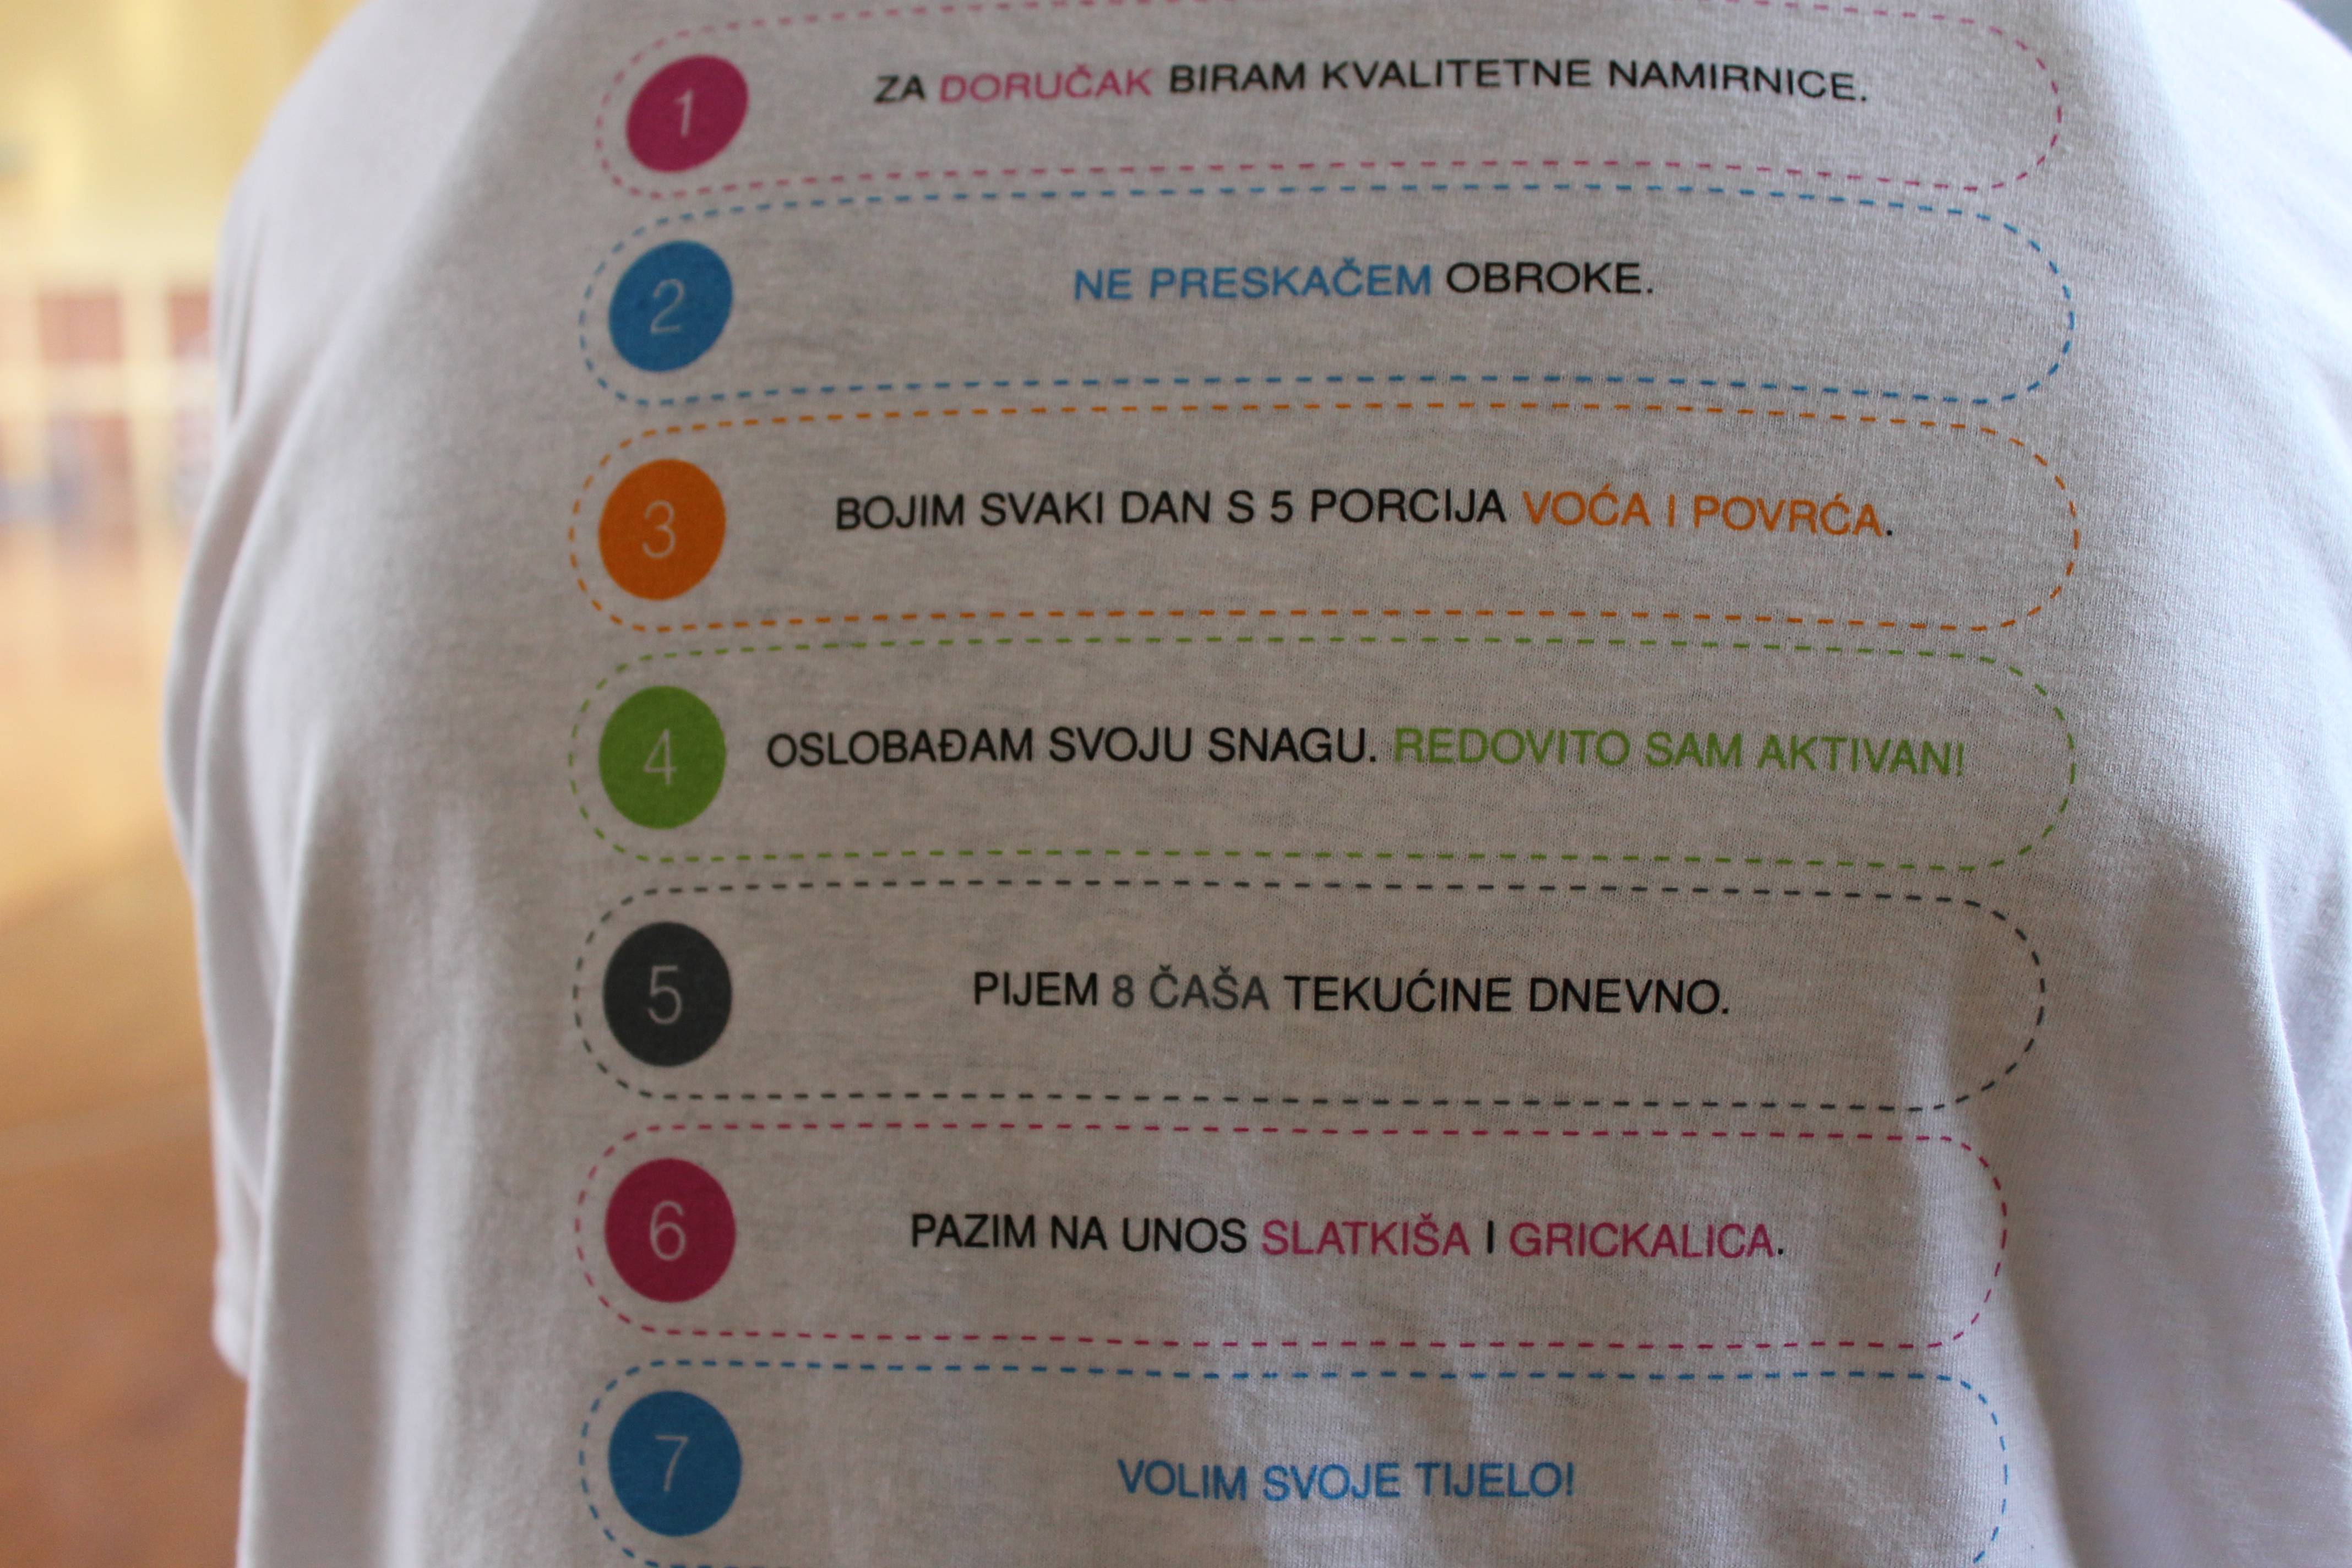 1 ZA DORUČAK BIRAM KVALITETNE NAMIRNICE.
2 NE PRESKAČEM OBROKE.
3 BOJIM SVAKI DAN S 5 PORCIJA VOĆA I POVRĆA.
4 OSLOBAĐAM SVOJU SNAGU. REDOVITO SAM AKTIVAN!
5 PIJEM 8 ČAŠA TEKUĆINE DNEVNO.
6 PAZIM NA UNOS SLATKIŠA I GRICKALICA.
7 VOLIM SVOJE TIJELO!